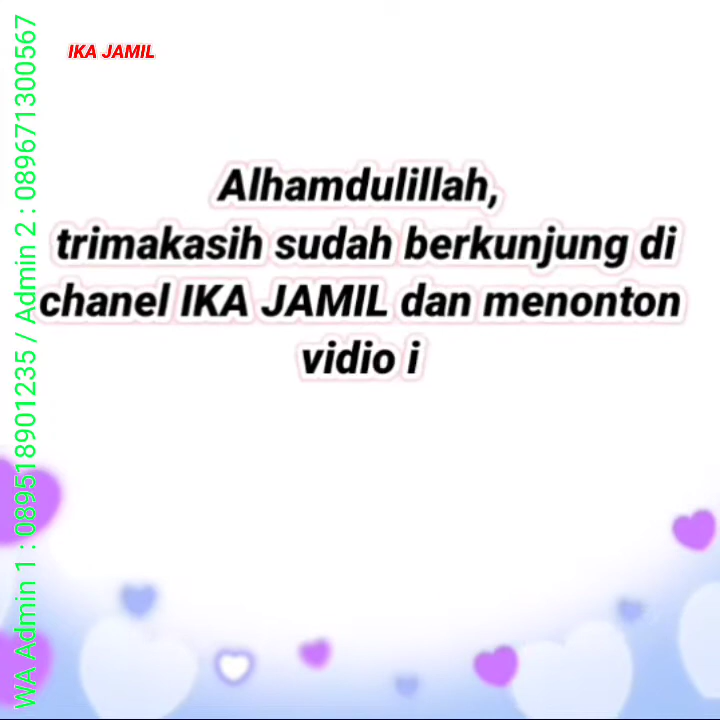 IKA JAMIL
Alhamdulillah,
trimakasih sudah berkunjung di
chanel IKA JAMIL dan menonton
vidio i
WA Admin 1 : 089518901235 / Admin 2 : 089671300567